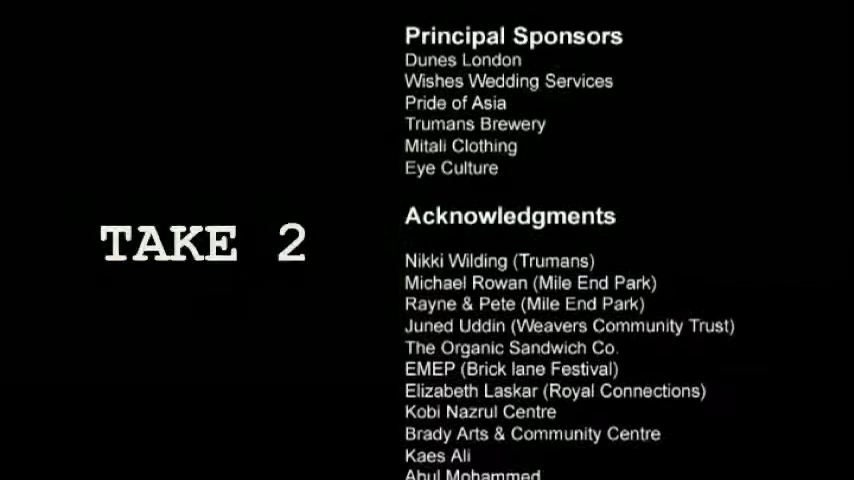 TAKE 2
Principal Sponsors
Dunes London
Wishes Wedding Services
Pride of Asia
Trumans Brewery
Mitali Clothing
Eye Culture
Acknowledgments
Nikki Wilding (Trumans)
Michael Rowan (Mile End Park)
Rayne & Pete (Mile End Park)
Juned Uddin (Weavers Community Trust)
The Organic Sandwich Co.
EMEP (Brick lane Festival)
Elizabeth Laskar (Royal Connections)
Kobi Nazrul Centre
Brady Arts & Community Centre
Kaes Ali
Abul Mohammed